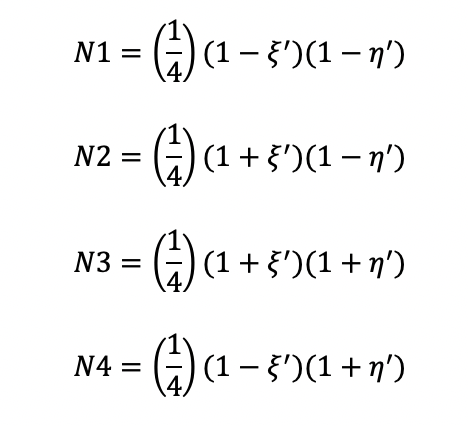 N1 = (1/4) (1 − ξ′)(1 − η′)
N2 = (1/4) (1 + ξ′)(1 − η′)
N3 = (1/4) (1 + ξ′)(1 + η′)
N4 = (1/4) (1 − ξ′)(1 + η′)